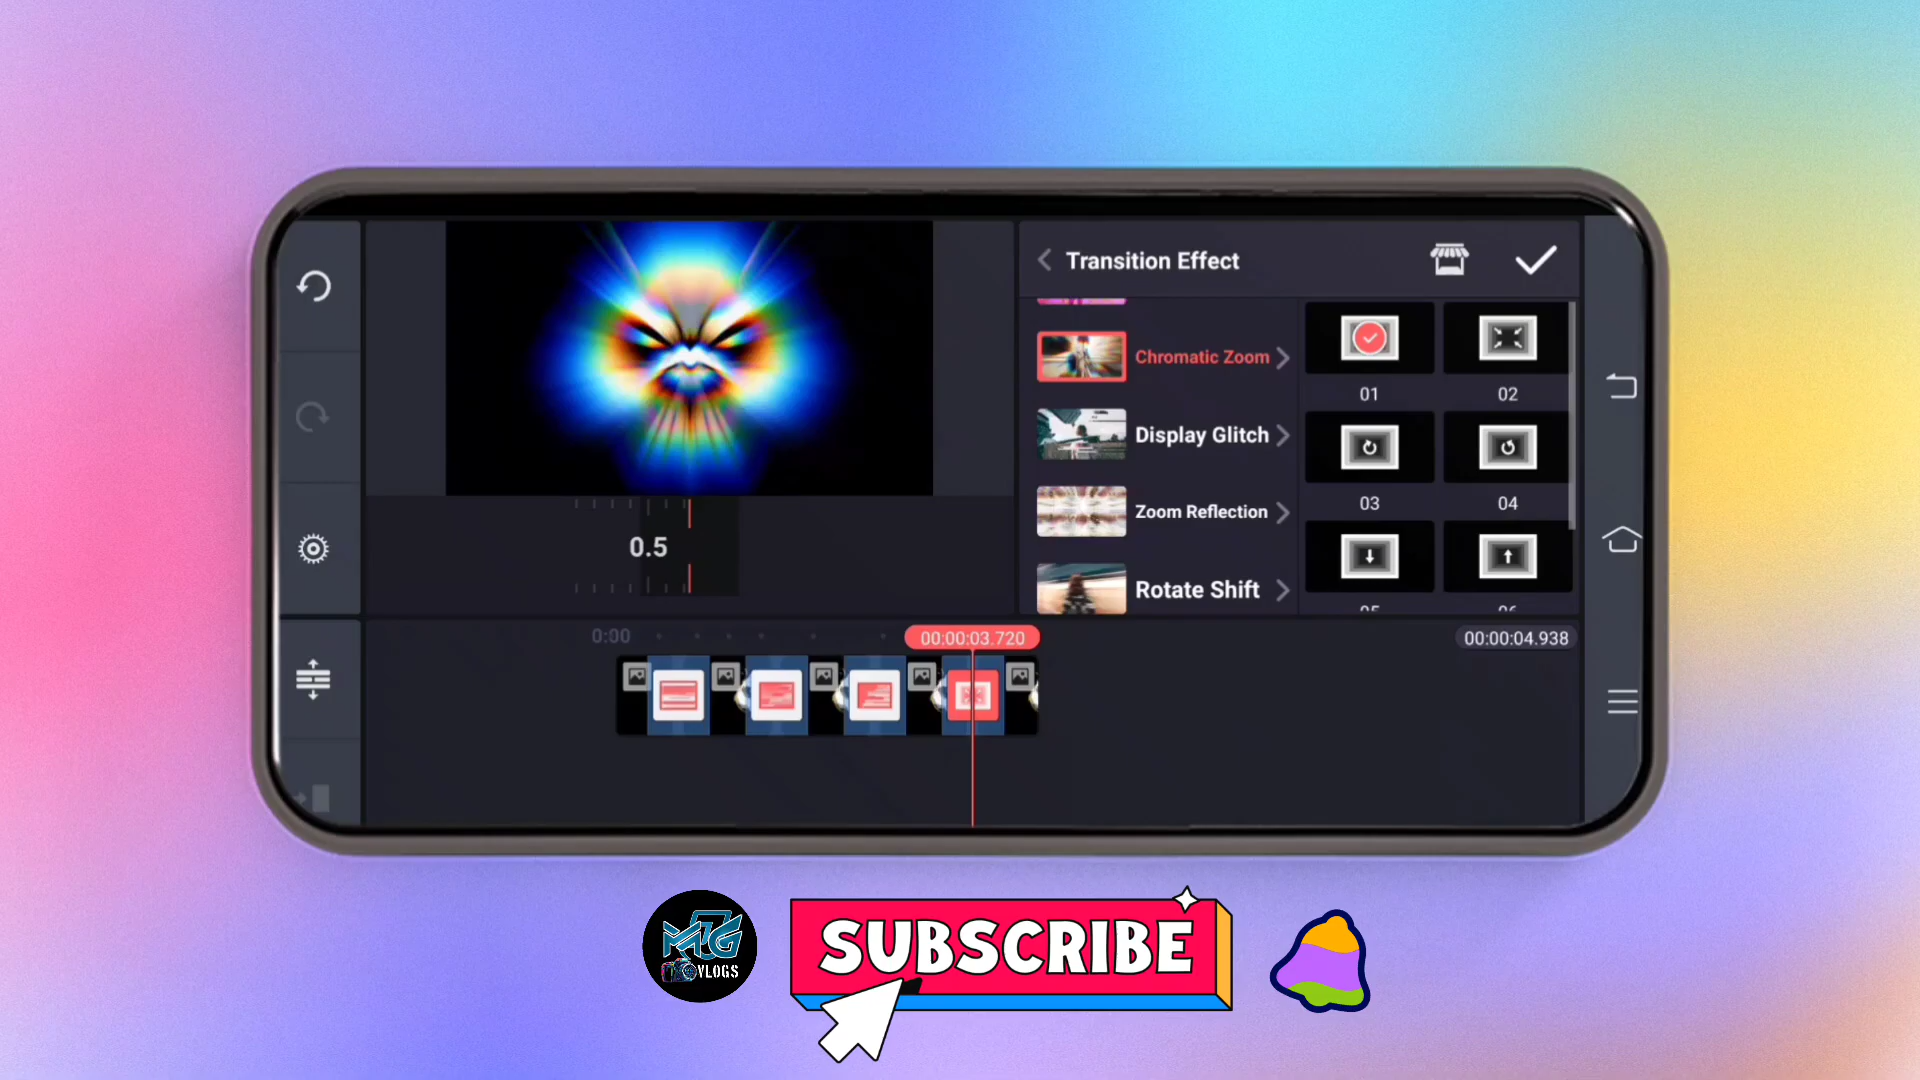 Transition Effect
Chromatic Zoom
Display Glitch
Zoom Reflection
Rotate Shift
01
02
03
04
0.5
0:00
00:00:03.720
00:00:04.938
MJG
VLOGS
SUBSCRIBE